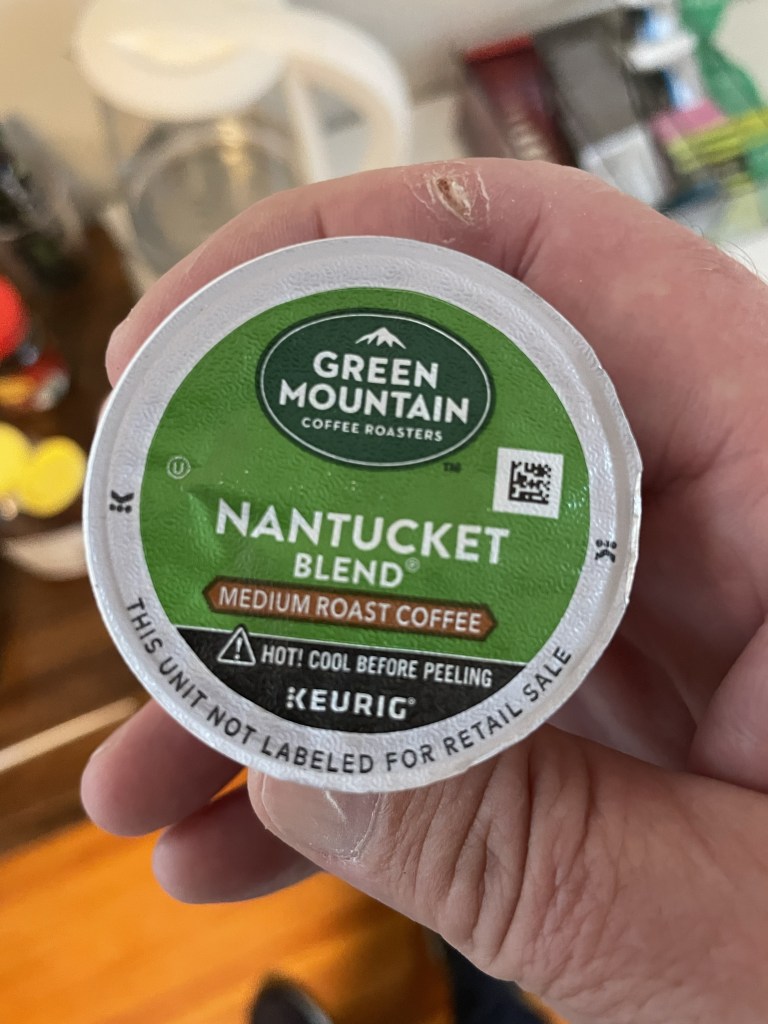 GREEN
MOUNTAIN
COFFEE ROASTERS
TM
U
NANTUCKET
BLEND®
MEDIUM ROAST COFFEE
HOT! COOL BEFORE PEELING
KEURIG®
THIS UNIT NOT LABELED FOR RETAIL SALE